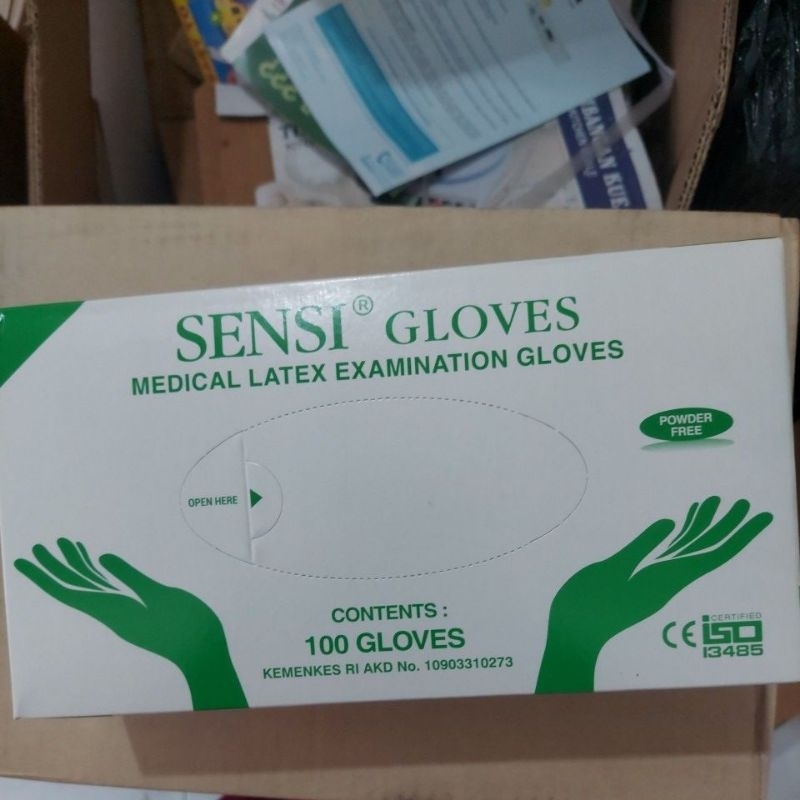 SENSI® GLOVES
MEDICAL LATEX EXAMINATION GLOVES
POWDER
FREE
OPEN HERE
CONTENTS :
100 GLOVES
KEMENKES RI AKD No. 10903310273
CE
CERTIFIED
ISO
13485